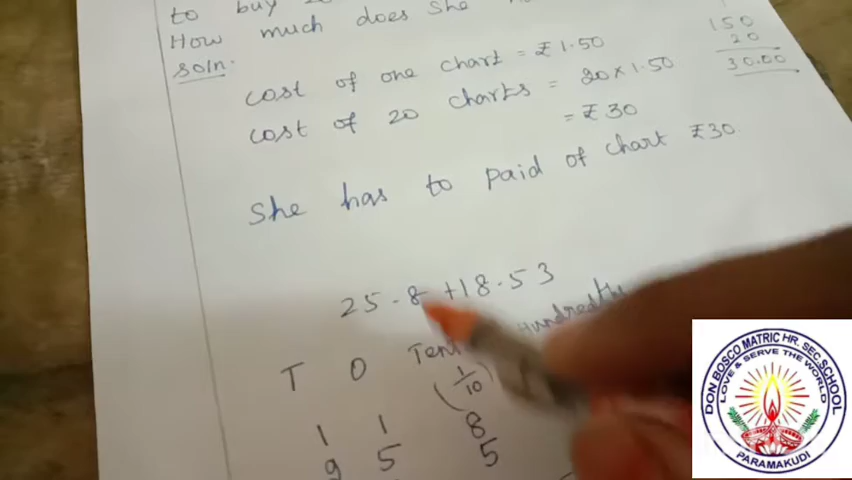 to buy
How much does she
soln.
cost of one chart = ₹1.50
cost of 20 charts = 20 × 1.50
= ₹30
150
20
30.00
She has to paid of chart ₹30.
25.8 + 18.53
T O Hundredths
(1/10)
1 1 8
9 5 5
DON BOSCO MATRIC HR. SEC. SCHOOL
LOVE & SERVE THE WORLD
PARAMAKUDI